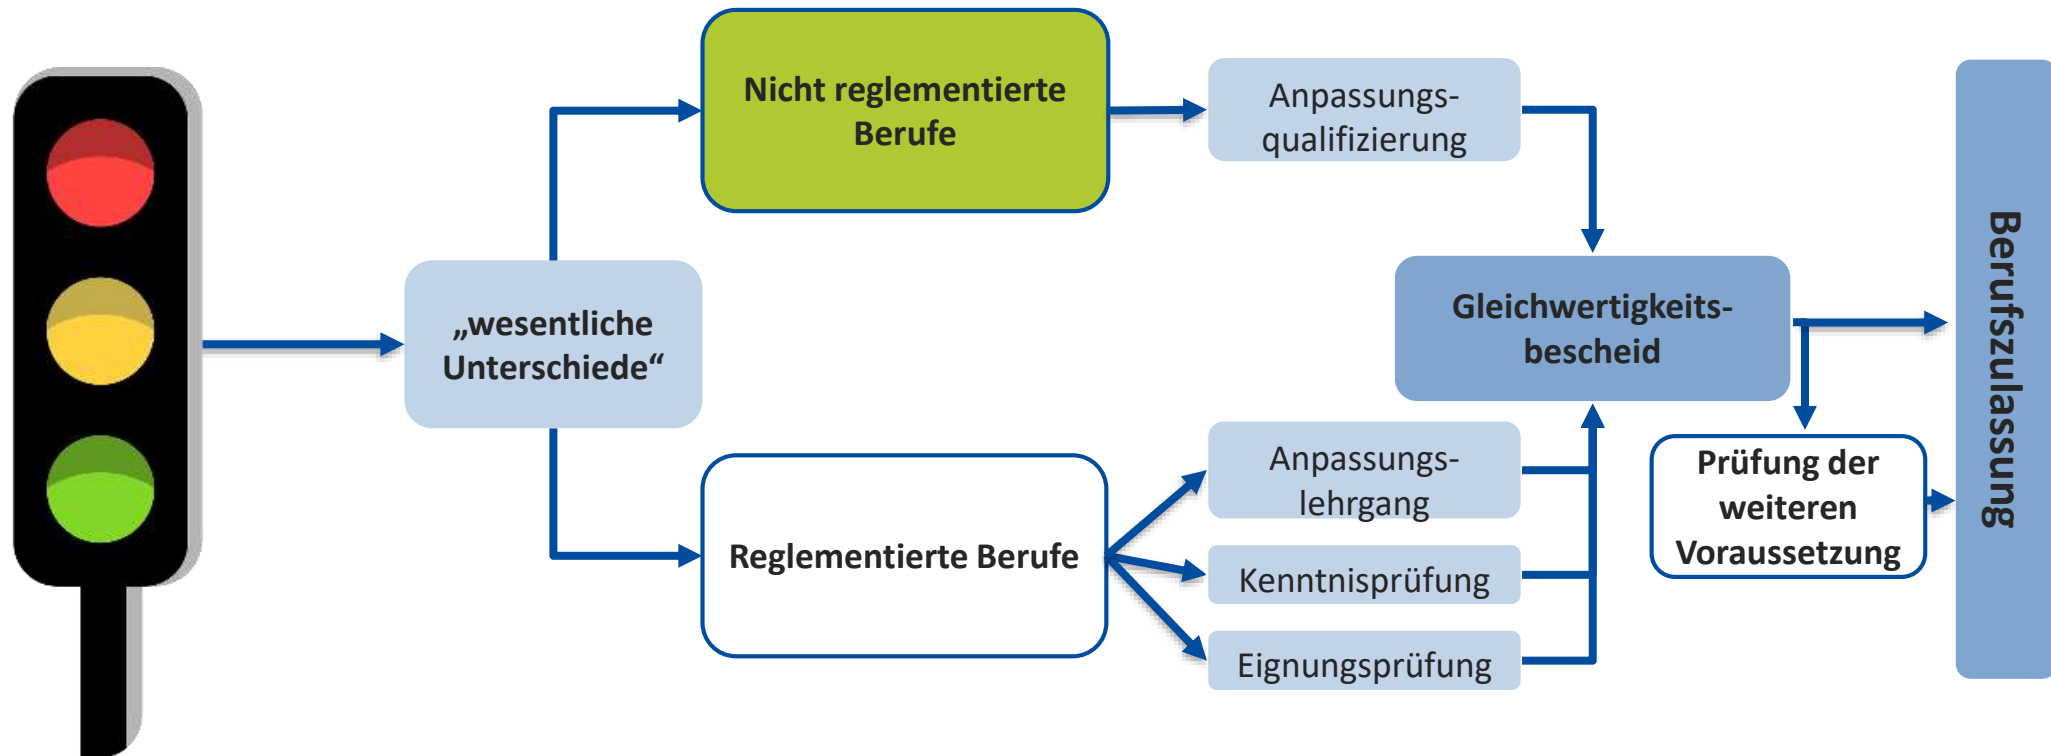 Nicht reglementierte
Berufe
Anpassungs-
qualifizierung
„wesentliche
Unterschiede“
Gleichwertigkeits-
bescheid
Berufszulassung
Reglementierte Berufe
Anpassungs-
lehrgang
Kenntnisprüfung
Eignungsprüfung
Prüfung der
weiteren
Voraussetzung